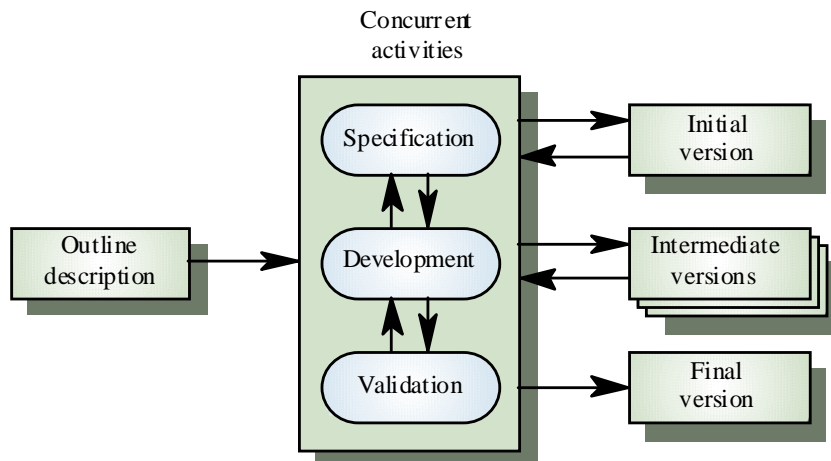 Concurrent
activities
Specification
Initial
version
Outline
description
Development
Intermediate
versions
Validation
Final
version